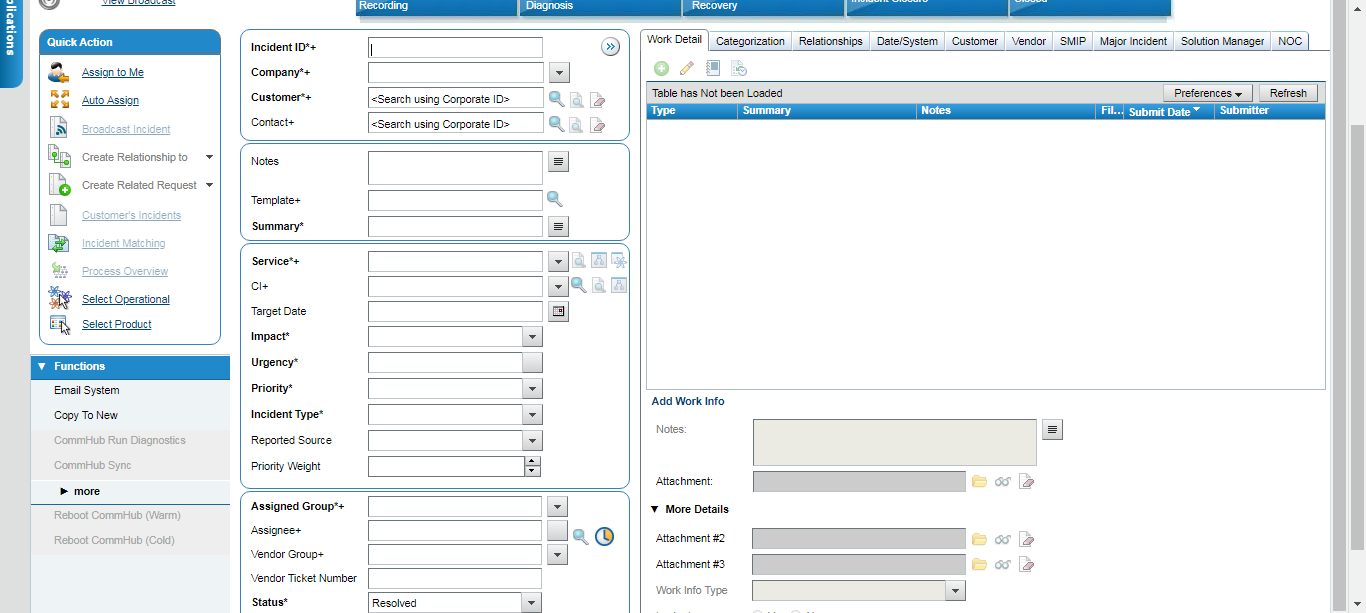 plications
View Broadcast
Recording
Diagnosis
Recovery
Incident Closure
Closed
Quick Action
Assign to Me
Auto Assign
Broadcast Incident
Create Relationship to
Create Related Request
Customer's Incidents
Incident Matching
Process Overview
Select Operational
Select Product
Functions
Email System
Copy To New
CommHub Run Diagnostics
CommHub Sync
more
Reboot CommHub (Warm)
Reboot CommHub (Cold)
Incident ID*+
Company*+
Customer*+ <Search using Corporate ID>
Contact+ <Search using Corporate ID>
Notes
Template+
Summary*
Service*+
CI+
Target Date
Impact*
Urgency*
Priority*
Incident Type*
Reported Source
Priority Weight
Assigned Group*+
Assignee+
Vendor Group+
Vendor Ticket Number
Status* Resolved
Work Detail Categorization Relationships Date/System Customer Vendor SMIP Major Incident Solution Manager NOC
Table has Not been Loaded Preferences Refresh
Type Summary Notes Fil... Submit Date Submitter
Add Work Info
Notes:
Attachment:
More Details
Attachment #2
Attachment #3
Work Info Type